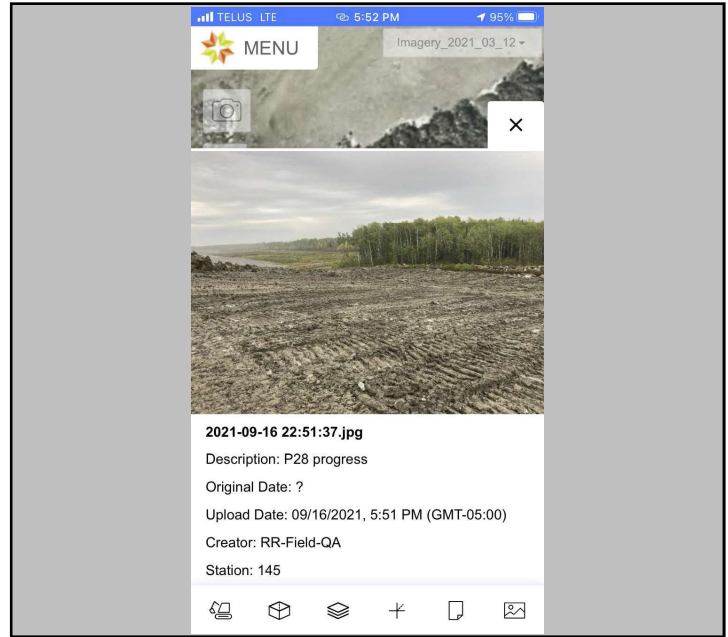 TELUS LTE 5:52 PM 95%
MENU
Imagery_2021_03_12
2021-09-16 22:51:37.jpg
Description: P28 progress
Original Date: ?
Upload Date: 09/16/2021, 5:51 PM (GMT-05:00)
Creator: RR-Field-QA
Station: 145